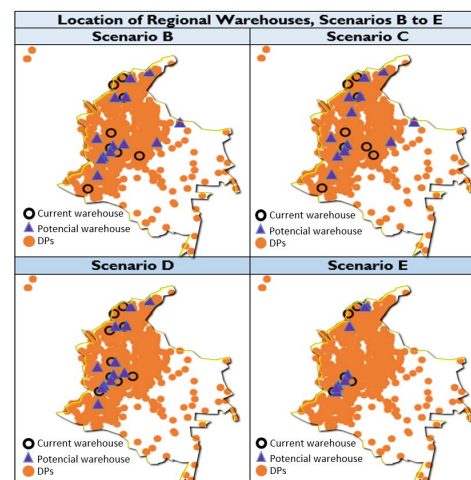 Location of Regional Warehouses, Scenarios B to E
Scenario B
Scenario C
Current warehouse
Potencial warehouse
DPs
Current warehouse
Potencial warehouse
DPs
Scenario D
Scenario E
Current warehouse
Potencial warehouse
DPs
Current warehouse
Potencial warehouse
DPs